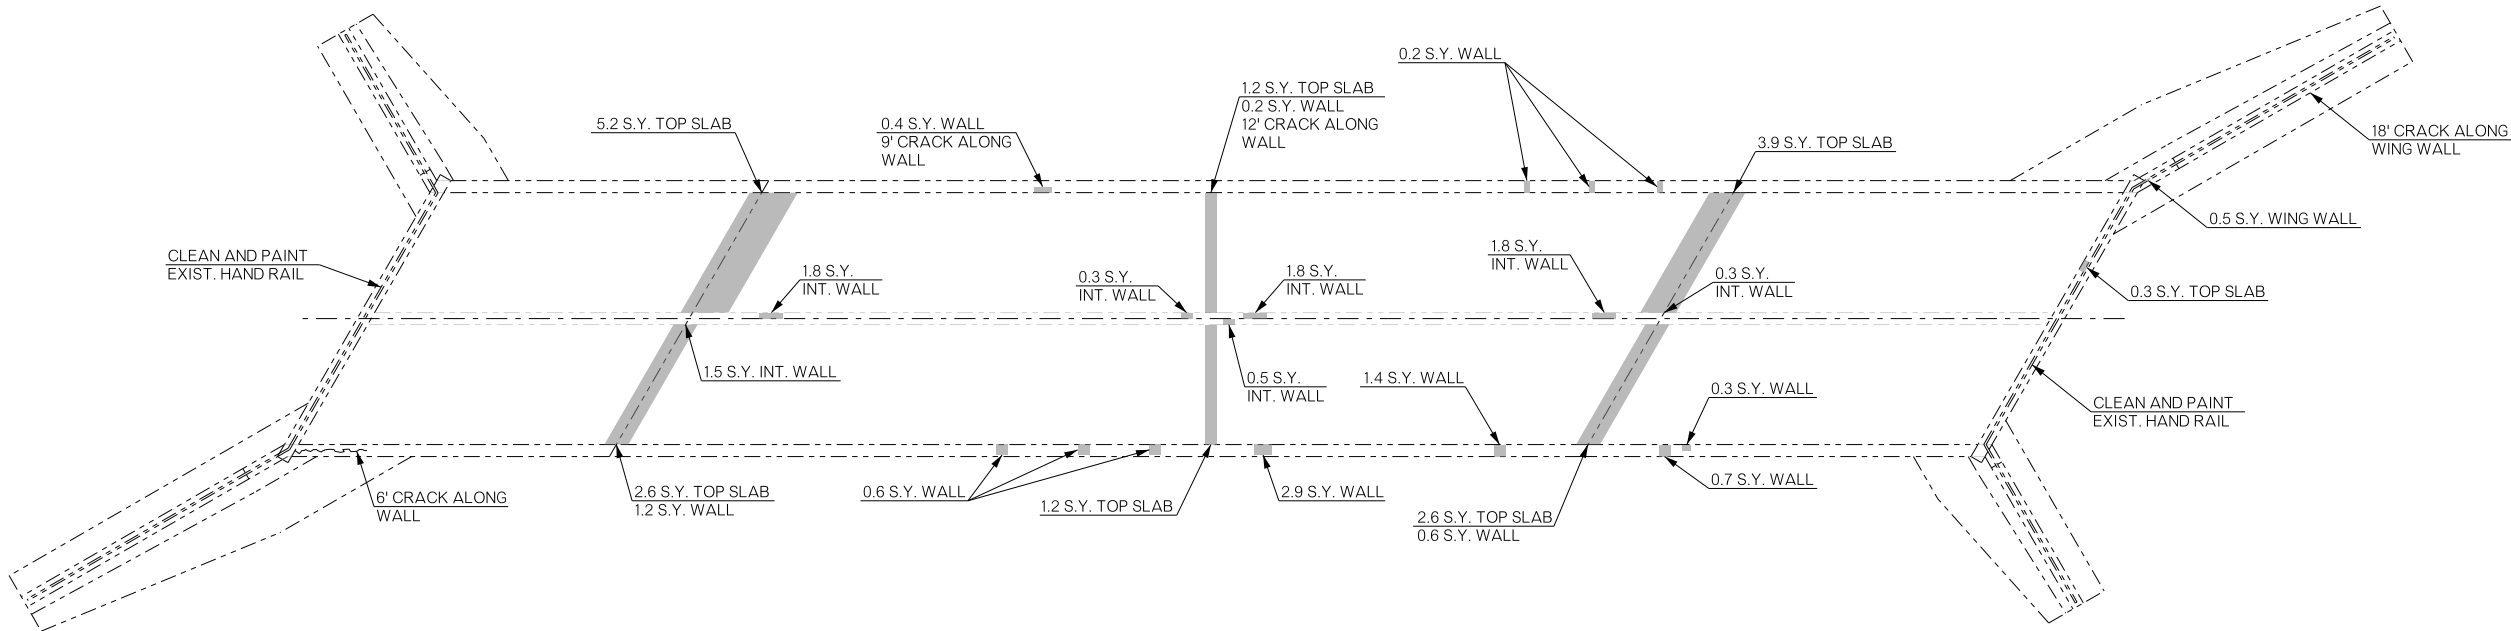 0.2 S.Y. WALL
1.2 S.Y. TOP SLAB
0.2 S.Y. WALL
12' CRACK ALONG
WALL
5.2 S.Y. TOP SLAB
0.4 S.Y. WALL
9' CRACK ALONG
WALL
3.9 S.Y. TOP SLAB
18' CRACK ALONG
WING WALL
0.5 S.Y. WING WALL
CLEAN AND PAINT
EXIST. HAND RAIL
1.8 S.Y.
INT. WALL
0.3 S.Y.
INT. WALL
1.8 S.Y.
INT. WALL
1.8 S.Y.
INT. WALL
0.3 S.Y.
INT. WALL
0.3 S.Y. TOP SLAB
1.5 S.Y. INT. WALL
0.5 S.Y.
INT. WALL
1.4 S.Y. WALL
0.3 S.Y. WALL
CLEAN AND PAINT
EXIST. HAND RAIL
6' CRACK ALONG
WALL
2.6 S.Y. TOP SLAB
1.2 S.Y. WALL
0.6 S.Y. WALL
1.2 S.Y. TOP SLAB
2.9 S.Y. WALL
2.6 S.Y. TOP SLAB
0.6 S.Y. WALL
0.7 S.Y. WALL